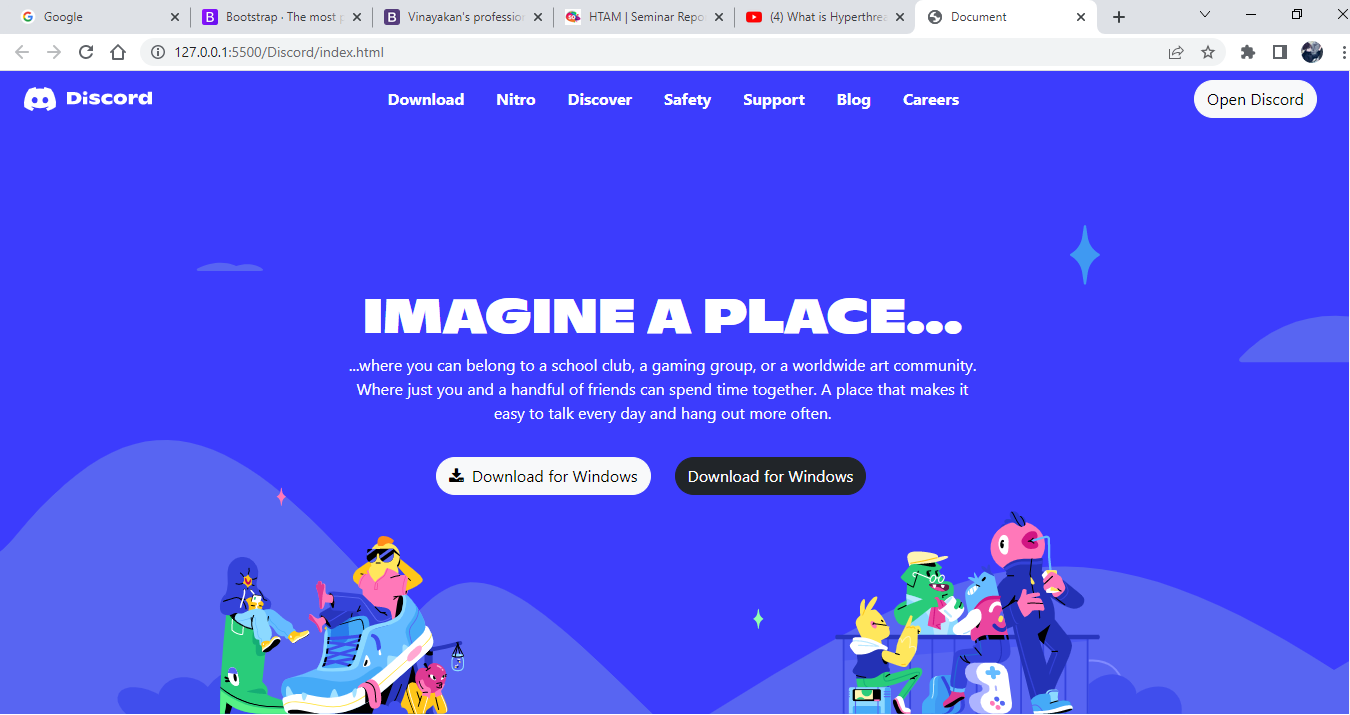 Google
Bootstrap · The most p
Vinayakan's profession
HTAM | Seminar Repo
(4) What is Hyperthrea
Document
127.0.0.1:5500/Discord/index.html
Discord
Download Nitro Discover Safety Support Blog Careers
Open Discord
IMAGINE A PLACE...
...where you can belong to a school club, a gaming group, or a worldwide art community.
Where just you and a handful of friends can spend time together. A place that makes it
easy to talk every day and hang out more often.
Download for Windows
Download for Windows